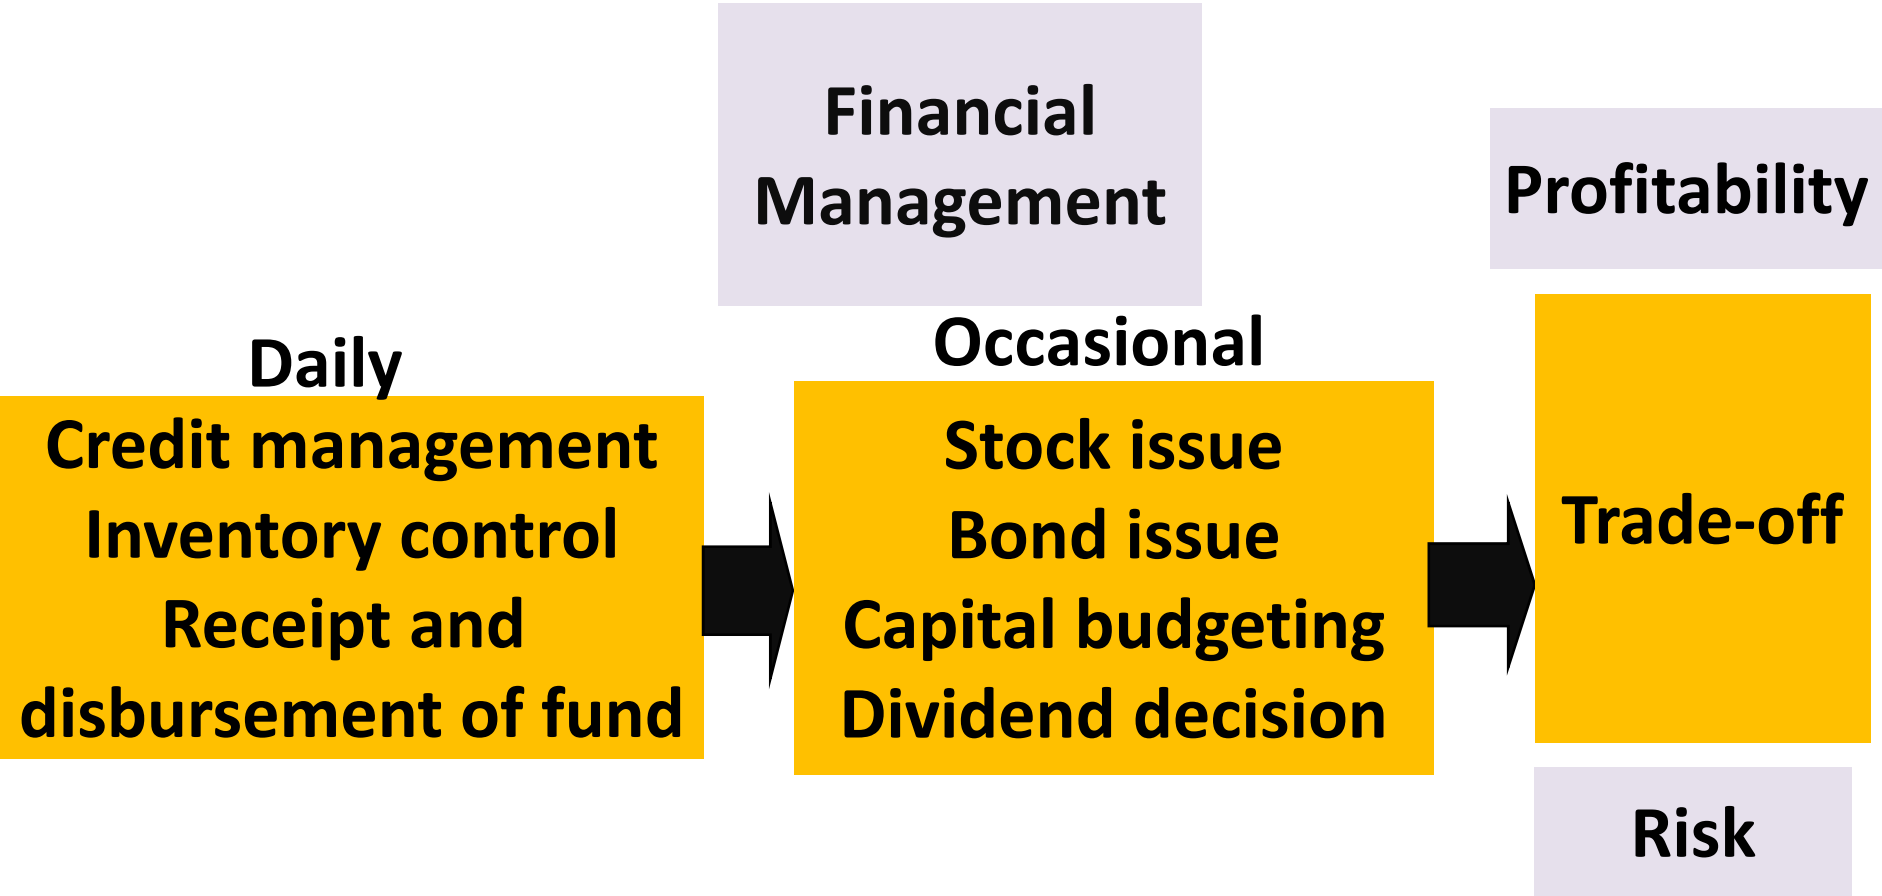 Financial
Management
Profitability
Daily
Credit management
Inventory control
Receipt and
disbursement of fund
Occasional
Stock issue
Bond issue
Capital budgeting
Dividend decision
Trade-off
Risk